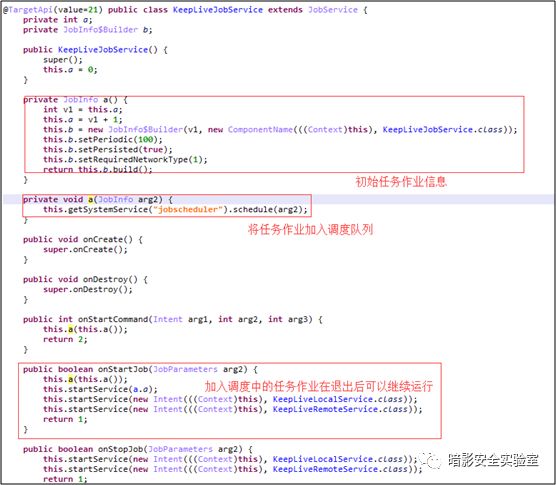 @TargetApi(value=21) public class KeepLiveJobService extends JobService {
private int a;
private JobInfo$Builder b;
public KeepLiveJobService() {
super();
this.a = 0;
}
private JobInfo a() {
int v1 = this.a;
this.a = v1 + 1;
this.b = new JobInfo$Builder(v1, new ComponentName(((Context)this), KeepLiveJobService.class));
this.b.setPeriodic(100);
this.b.setPersisted(true);
this.b.setRequiredNetworkType(1);
return this.b.build();
}
初始任务作业信息
private void a(JobInfo arg2) {
this.getSystemService("jobscheduler").schedule(arg2);
}
将任务作业加入调度队列
public void onCreate() {
super.onCreate();
}
public void onDestroy() {
super.onDestroy();
}
public int onStartCommand(Intent arg1, int arg2, int arg3) {
this.a(this.a());
return 2;
}
public boolean onStartJob(JobParameters arg2) {
this.a(this.a());
加入调度中的任务作业在退出后可以继续运行
this.startService(a.a);
this.startService(new Intent(((Context)this), KeepLiveLocalService.class));
this.startService(new Intent(((Context)this), KeepLiveRemoteService.class));
return 1;
}
public boolean onStopJob(JobParameters arg2) {
this.startService(new Intent(((Context)this), KeepLiveLocalService.class));
this.startService(new Intent(((Context)this), KeepLiveRemoteService.class));
return 1;
暗影安全实验室